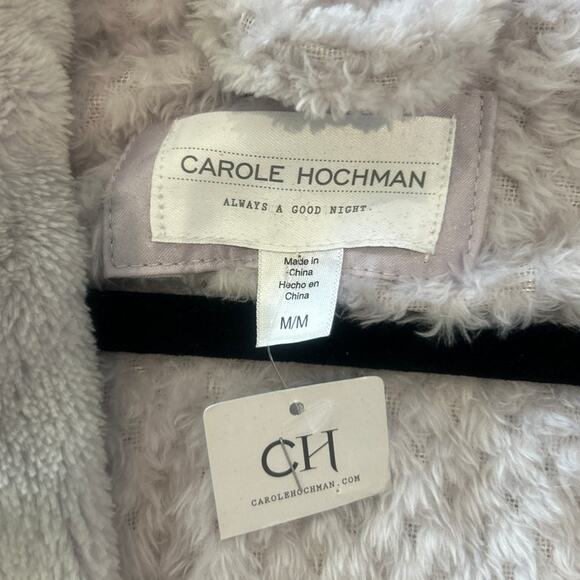 CAROLE HOCHMAN
ALWAYS A GOOD NIGHT.
Made in
China
Hecho en
China
M/M
CH
CAROLEHOCHMAN.COM